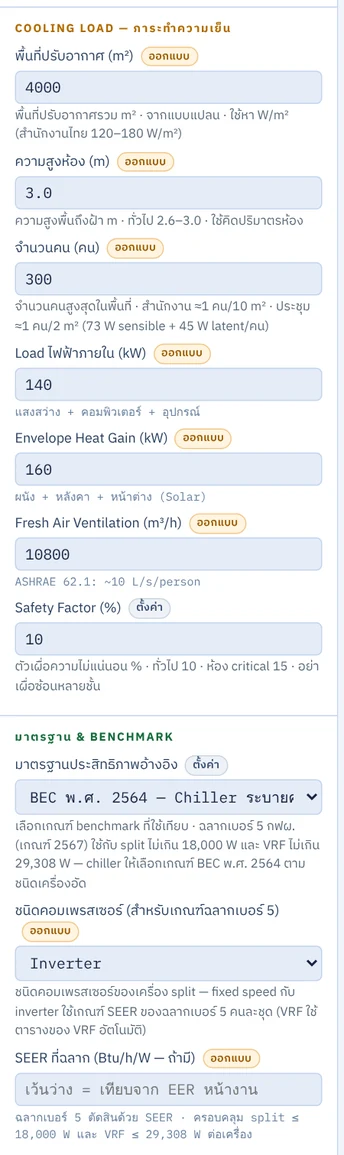 COOLING LOAD — ภาระทำความเย็น
พื้นที่ปรับอากาศ (m²) ออกแบบ
4000
พื้นที่ปรับอากาศรวม m² · จากแบบแปลน · ใช้หา W/m²
(สำนักงานไทย 120–180 W/m²)
ความสูงห้อง (m) ออกแบบ
3.0
ความสูงพื้นถึงฝ้า m · ทั่วไป 2.6–3.0 · ใช้คิดปริมาตรห้อง
จำนวนคน (คน) ออกแบบ
300
จำนวนคนสูงสุดในพื้นที่ · สำนักงาน ≈1 คน/10 m² · ประชุม
≈1 คน/2 m² (73 W sensible + 45 W latent/คน)
Load ไฟฟ้าภายใน (kW) ออกแบบ
140
แสงสว่าง + คอมพิวเตอร์ + อุปกรณ์
Envelope Heat Gain (kW) ออกแบบ
160
ผนัง + หลังคา + หน้าต่าง (Solar)
Fresh Air Ventilation (m³/h) ออกแบบ
10800
ASHRAE 62.1: ~10 L/s/person
Safety Factor (%) ตั้งค่า
10
ตัวเผื่อความไม่แน่นอน % · ทั่วไป 10 · ห้อง critical 15 · อย่า
เผื่อซ้อนหลายชั้น
มาตรฐาน & BENCHMARK
มาตรฐานประสิทธิภาพอ้างอิง ตั้งค่า
BEC พ.ศ. 2564 — Chiller ระบาย
เลือกเกณฑ์ benchmark ที่ใช้เทียบ · ฉลากเบอร์ 5 กฟผ.
(เกณฑ์ 2567) ใช้กับ split ไม่เกิน 18,000 W และ VRF ไม่เกิน
29,308 W — chiller ให้เลือกเกณฑ์ BEC พ.ศ. 2564 ตาม
ชนิดเครื่องอัด
ชนิดคอมเพรสเซอร์ (สำหรับเกณฑ์ฉลากเบอร์ 5)
ออกแบบ
Inverter
ชนิดคอมเพรสเซอร์ของเครื่อง split — fixed speed กับ
inverter ใช้เกณฑ์ SEER ของฉลากเบอร์ 5 คนละชุด (VRF ใช้
ตารางของ VRF อัตโนมัติ)
SEER ที่ฉลาก (Btu/h/W — ถ้ามี) ออกแบบ
เว้นว่าง = เทียบจาก EER หน้างาน
ฉลากเบอร์ 5 ตัดสินด้วย SEER · ครอบคลุม split ≤
18,000 W และ VRF ≤ 29,308 W ต่อเครื่อง